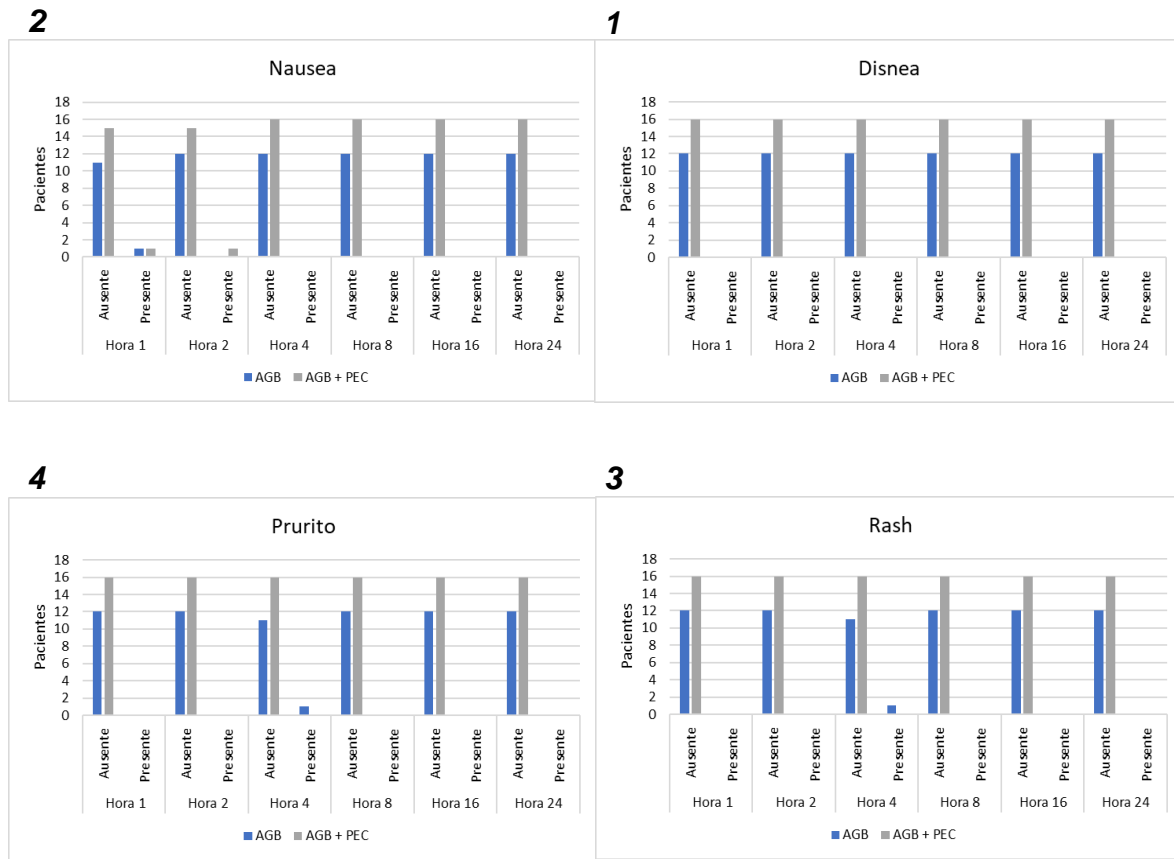 2
Nausea
Pacientes
18
16
14
12
10
8
6
4
2
0
Ausente
Presente
Ausente
Presente
Ausente
Presente
Ausente
Presente
Ausente
Presente
Ausente
Presente
Hora 1
Hora 2
Hora 4
Hora 8
Hora 16
Hora 24
AGB AGB + PEC
1
Disnea
Pacientes
18
16
14
12
10
8
6
4
2
0
Ausente
Presente
Ausente
Presente
Ausente
Presente
Ausente
Presente
Ausente
Presente
Ausente
Presente
Hora 1
Hora 2
Hora 4
Hora 8
Hora 16
Hora 24
AGB AGB + PEC
4
Prurito
Pacientes
18
16
14
12
10
8
6
4
2
0
Ausente
Presente
Ausente
Presente
Ausente
Presente
Ausente
Presente
Ausente
Presente
Ausente
Presente
Hora 1
Hora 2
Hora 4
Hora 8
Hora 16
Hora 24
AGB AGB + PEC
3
Rash
Pacientes
18
16
14
12
10
8
6
4
2
0
Ausente
Presente
Ausente
Presente
Ausente
Presente
Ausente
Presente
Ausente
Presente
Ausente
Presente
Hora 1
Hora 2
Hora 4
Hora 8
Hora 16
Hora 24
AGB AGB + PEC